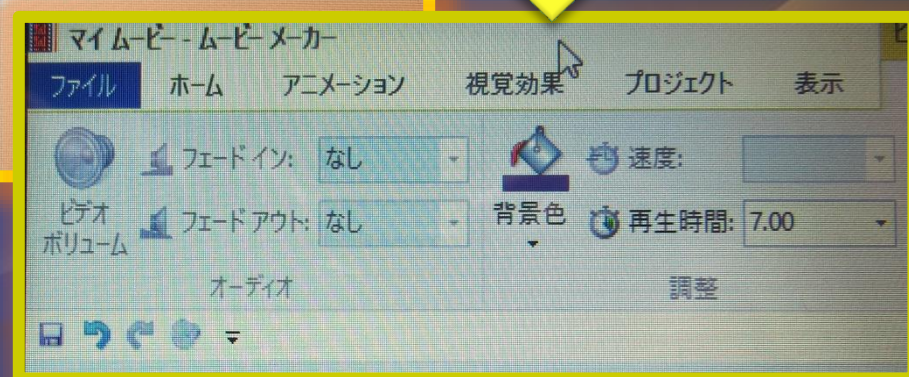 マイ ムービー - ムービー メーカー
ファイル ホーム アニメーション 視覚効果 プロジェクト 表示
フェード イン: なし 速度:
ビデオ ボリューム フェード アウト: なし 背景色 再生時間: 7.00
オーディオ 調整